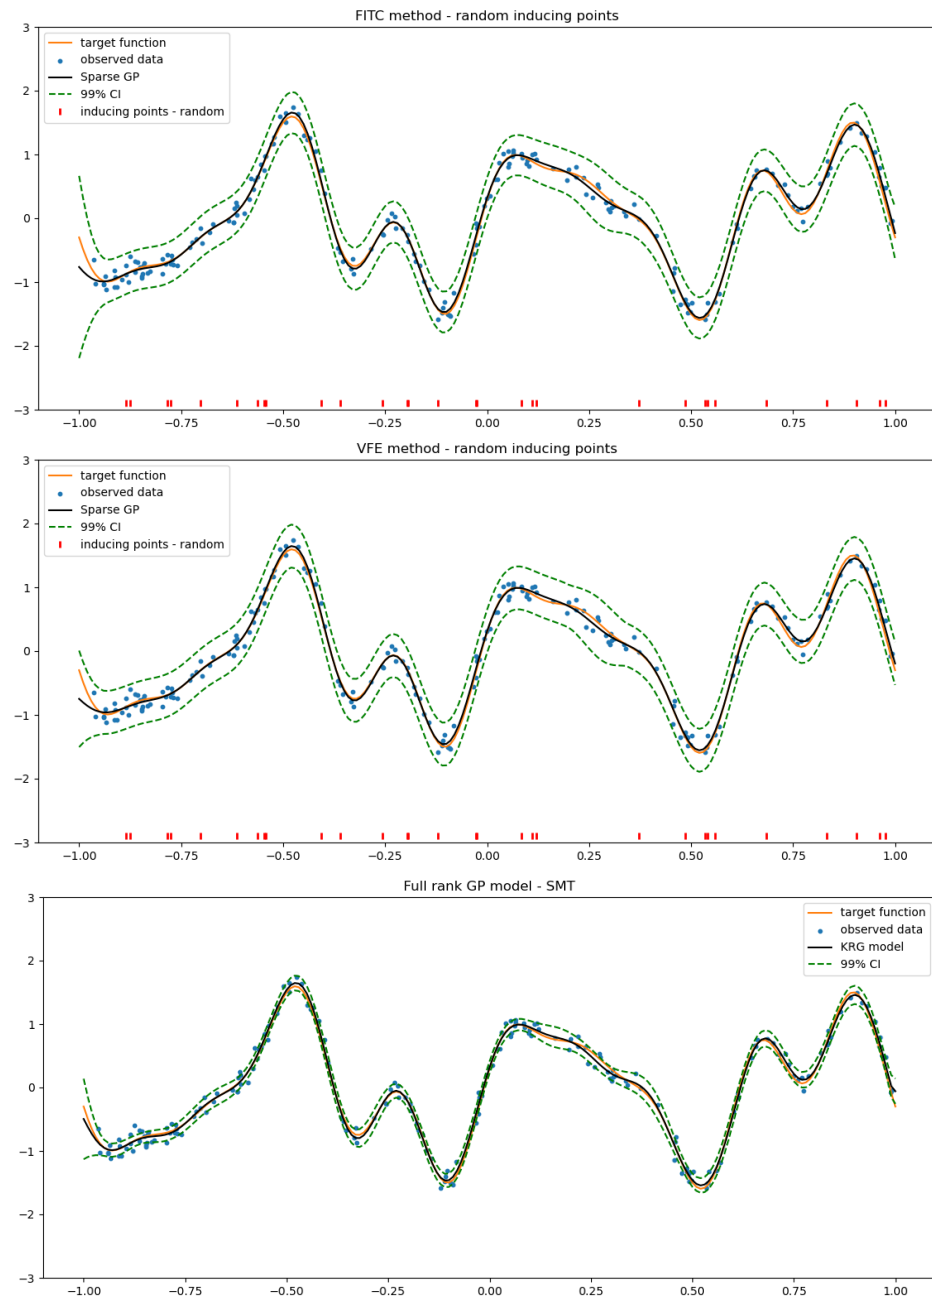 FITC method - random inducing points
3
2
1
0
−1
−2
−3
target function
observed data
Sparse GP
99% CI
inducing points - random
−1.00 −0.75 −0.50 −0.25 0.00 0.25 0.50 0.75 1.00
VFE method - random inducing points
3
2
1
0
−1
−2
−3
target function
observed data
Sparse GP
99% CI
inducing points - random
−1.00 −0.75 −0.50 −0.25 0.00 0.25 0.50 0.75 1.00
Full rank GP model - SMT
3
2
1
0
−1
−2
−3
target function
observed data
KRG model
99% CI
−1.00 −0.75 −0.50 −0.25 0.00 0.25 0.50 0.75 1.00